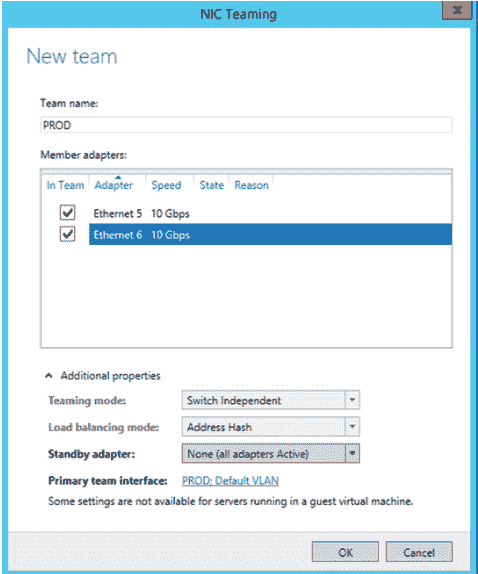 NIC Teaming
New team
Team name:
PROD
Member adapters:
In Team Adapter Speed State Reason
Ethernet 5 10 Gbps
Ethernet 6 10 Gbps
Additional properties
Teaming mode: Switch Independent
Load balancing mode: Address Hash
Standby adapter: None (all adapters Active)
Primary team interface: PROD; Default VLAN
Some settings are not available for servers running in a guest virtual machine.
OK Cancel